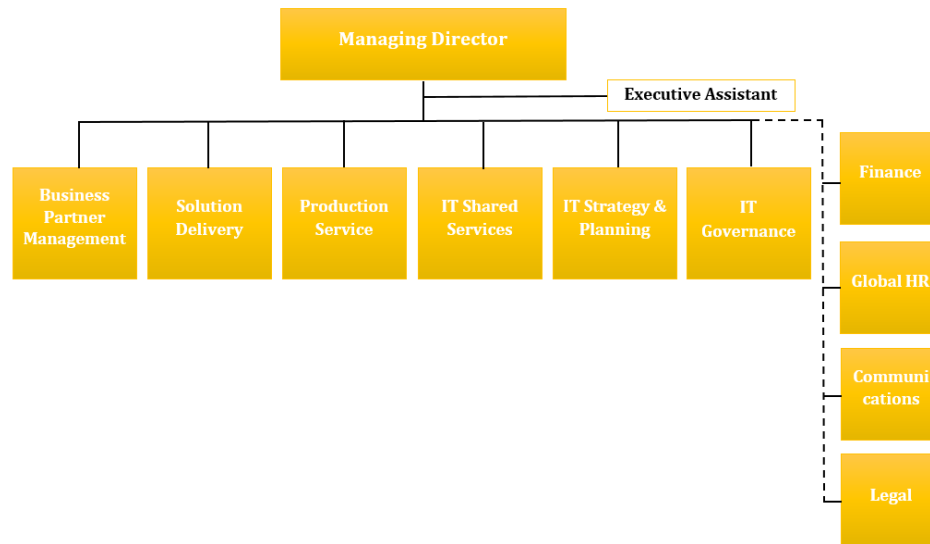 Managing Director
Executive Assistant
Business
Partner
Management
Solution
Delivery
Production
Service
IT Shared
Services
IT Strategy &
Planning
IT
Governance
Finance
Global HR
Communi
cations
Legal